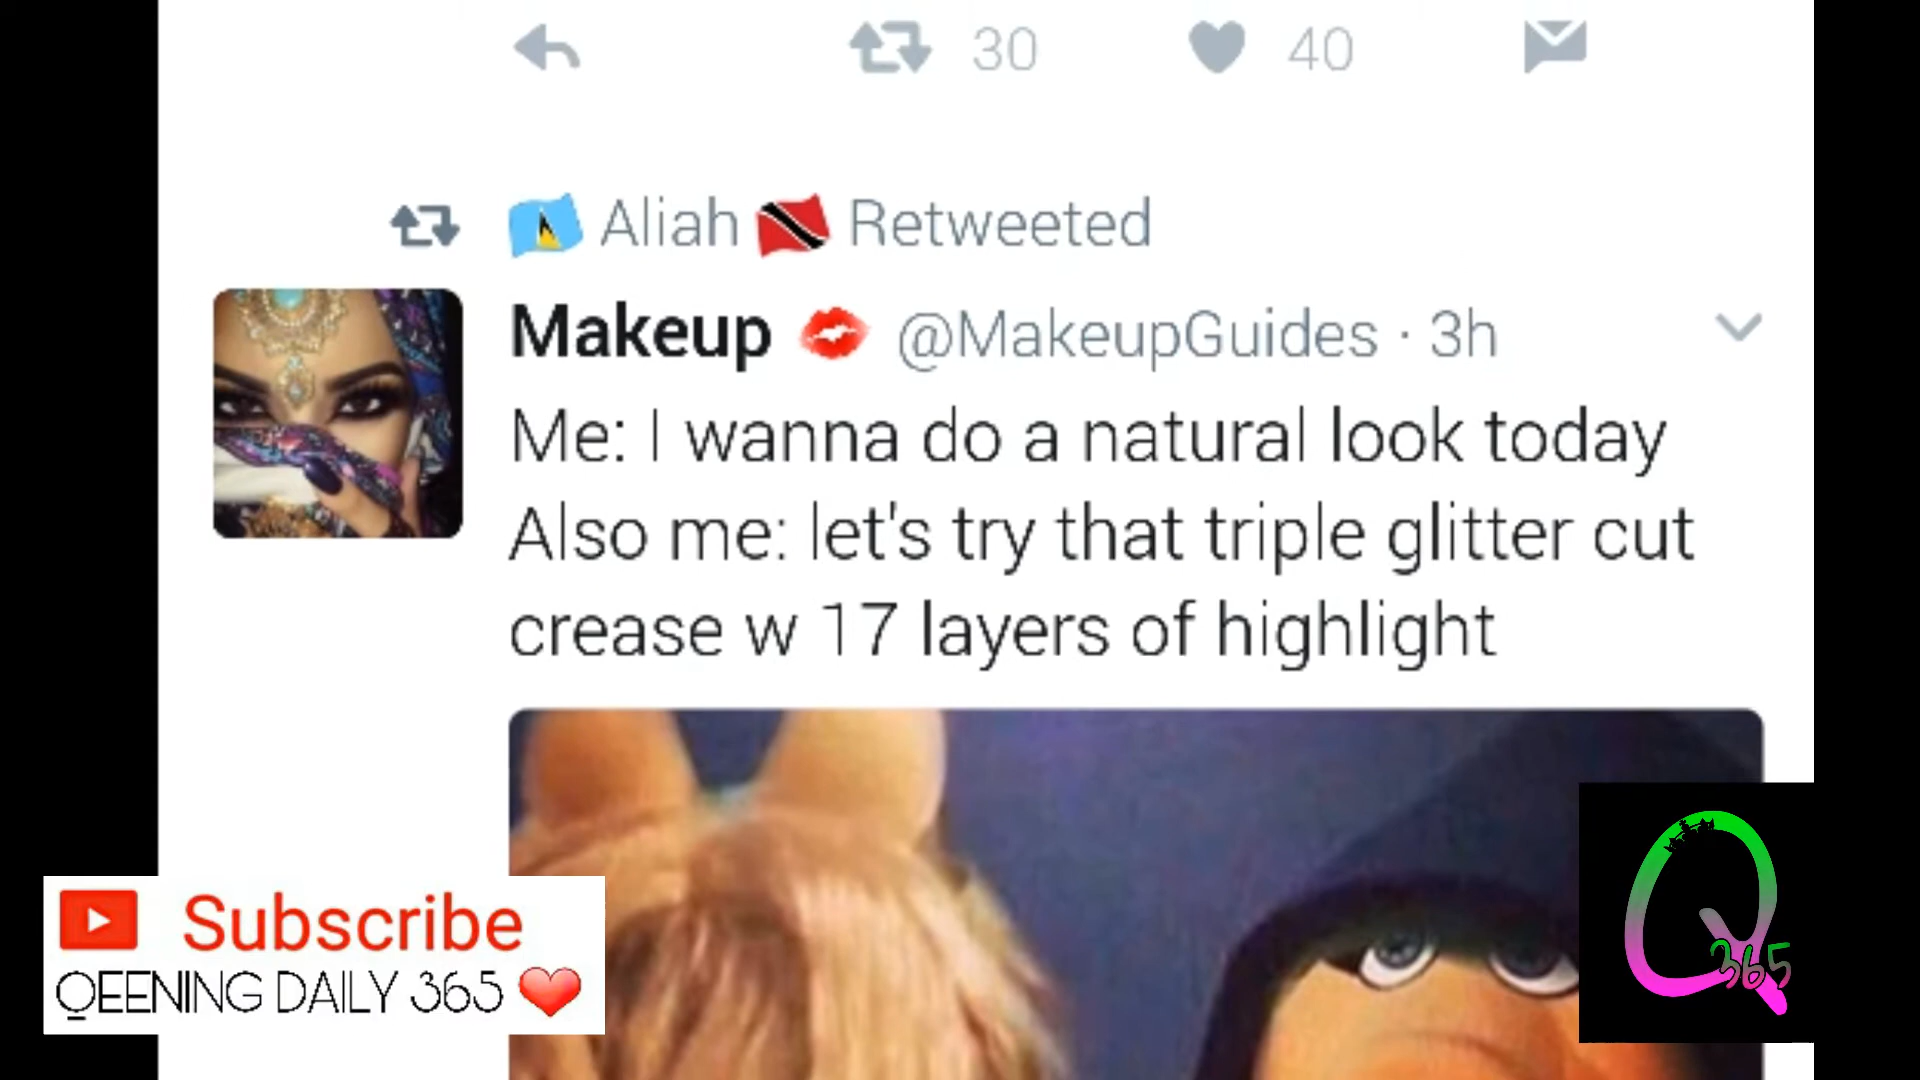 30 40
Aliah Retweeted
Makeup @MakeupGuides · 3h
Me: I wanna do a natural look today
Also me: let's try that triple glitter cut
crease w 17 layers of highlight
Subscribe
QEENING DAILY 365
Q
365